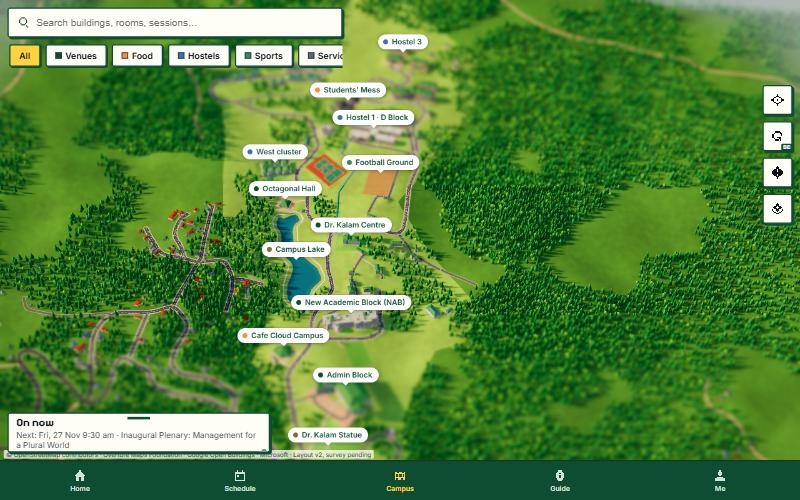 Search buildings, rooms, sessions...
All
Venues
Food
Hostels
Sports
Servic
Hostel 3
Students' Mess
Hostel 1 · D Block
West cluster
Football Ground
Octagonal Hall
Dr. Kalam Centre
Campus Lake
New Academic Block (NAB)
Cafe Cloud Campus
Admin Block
Dr. Kalam Statue
On now
Next: Fri, 27 Nov 9:30 am · Inaugural Plenary: Management for
a Plural World
© OpenStreetMap contributors · Overture Maps Foundation · Google Open Buildings · Microsoft · Layout v2, survey pending
Home
Schedule
Campus
Guide
Me